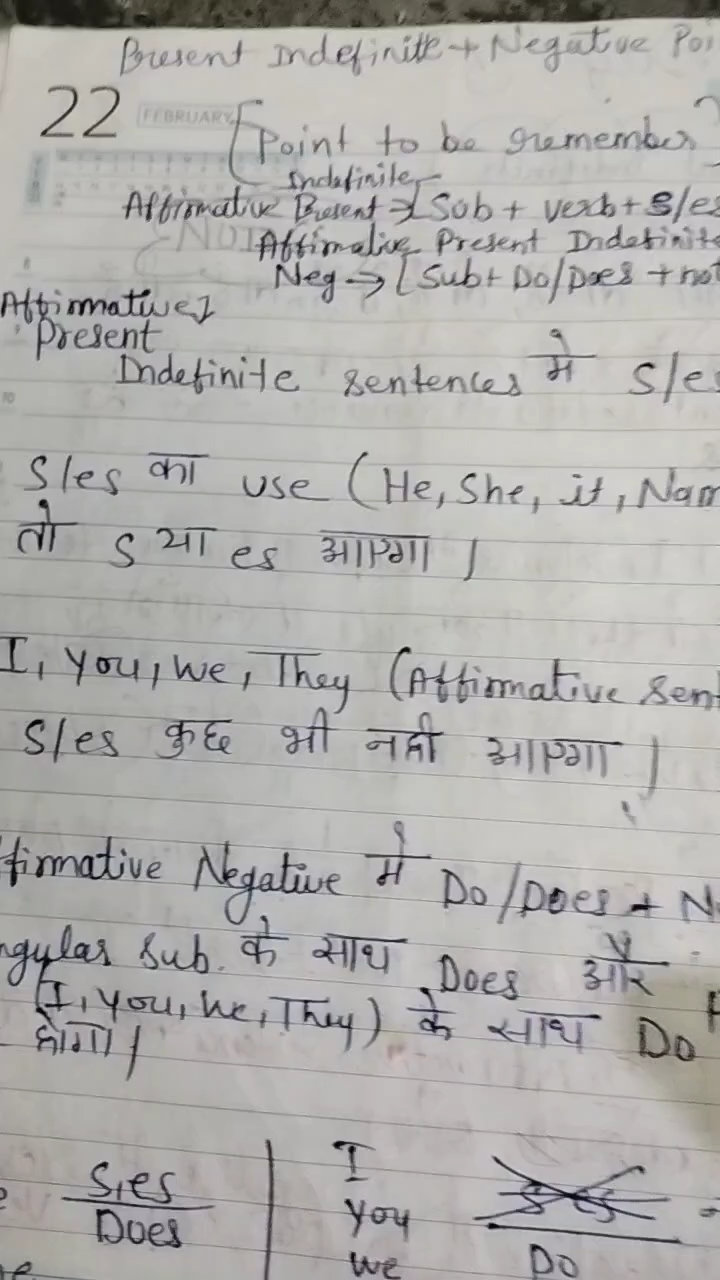 Present Indefinite + Negative Poi
22 FEBRUARY
[Point to be gremember
Indefinite
Affirmative Present → [Sub + verb + s/es
Affimative Present Indefinite
Neg → [Sub + Do/Does + not
Affirmative]
Present
Indefinite sentences में S/es
S/es का use (He, She, it, Nam
तो S या es आएगा ।
I, You, We, They (Affirmative Sent
S/es कुछ भी नही आएगा ।
firmative Negative में Do/Does + N
ngular Sub. के साथ Does और
(I, you, we, They) के साथ Do
होगा ।
S,es I
Does You
we Do